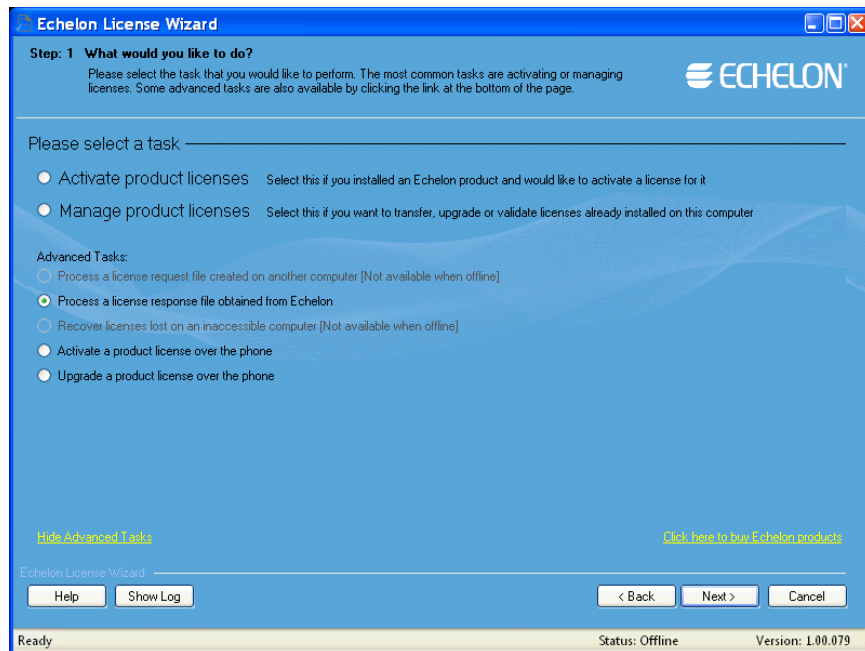 Echelon License Wizard
Step: 1 What would you like to do?
Please select the task that you would like to perform. The most common tasks are activating or managing
licenses. Some advanced tasks are also available by clicking the link at the bottom of the page.
ECHELON®
Please select a task
Activate product licenses Select this if you installed an Echelon product and would like to activate a license for it
Manage product licenses Select this if you want to transfer, upgrade or validate licenses already installed on this computer
Advanced Tasks:
Process a license request file created on another computer [Not available when offline]
Process a license response file obtained from Echelon
Recover licenses lost on an inaccessible computer [Not available when offline]
Activate a product license over the phone
Upgrade a product license over the phone
Hide Advanced Tasks Click here to buy Echelon products
Echelon License Wizard
Help Show Log < Back Next > Cancel
Ready Status: Offline Version: 1.00.079